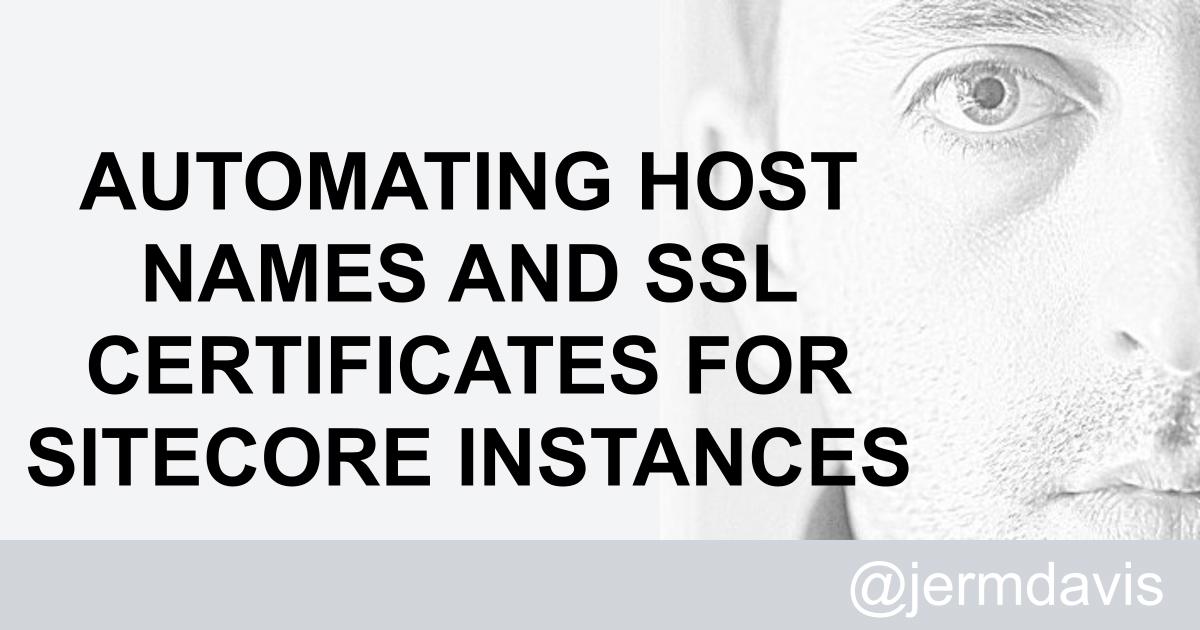 AUTOMATING HOST
NAMES AND SSL
CERTIFICATES FOR
SITECORE INSTANCES
@jermdavis